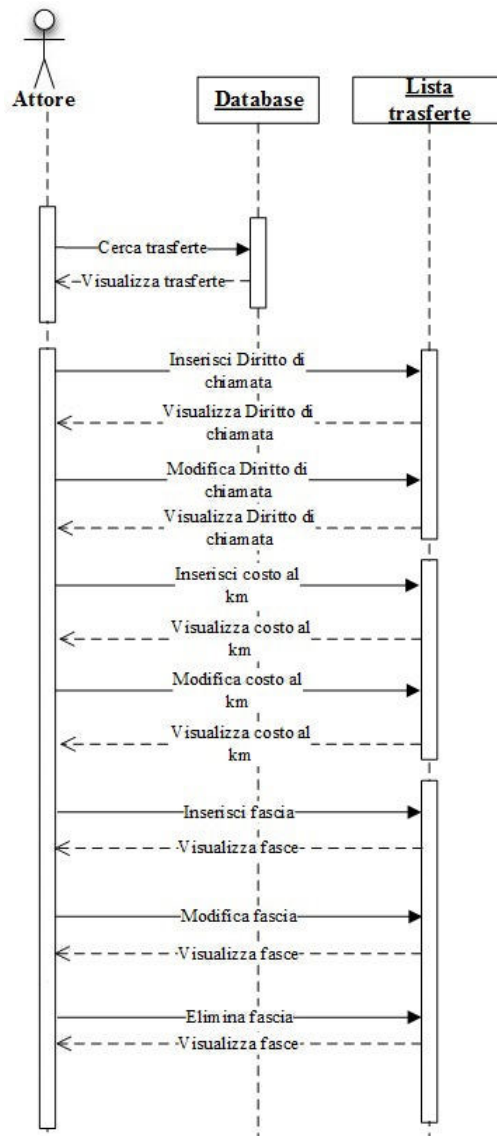 Attore
Database
Lista
trasferte
Cerca trasferte
Visualizza trasferte
Inserisci Diritto di
chiamata
Visualizza Diritto di
chiamata
Modifica Diritto di
chiamata
Visualizza Diritto di
chiamata
Inserisci costo al
km
Visualizza costo al
km
Modifica costo al
km
Visualizza costo al
km
Inserisci fascia
Visualizza fasce
Modifica fascia
Visualizza fasce
Elimina fascia
Visualizza fasce